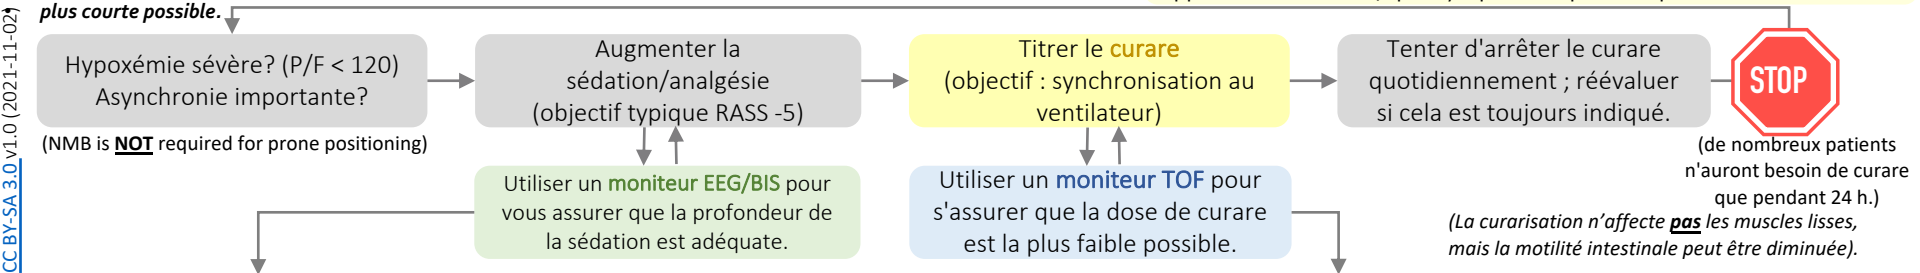 plus courte possible.
Hypoxémie sévère? (P/F < 120)
Asynchronie importante?
(NMB is NOT required for prone positioning)
Augmenter la
sédation/analgésie
(objectif typique RASS -5)
Utiliser un moniteur EEG/BIS pour
vous assurer que la profondeur de
la sédation est adéquate.
Titrer le curare
(objectif : synchronisation au
ventilateur)
Utiliser un moniteur TOF pour
s'assurer que la dose de curare
est la plus faible possible.
Tenter d'arrêter le curare
quotidiennement ; réévaluer
si cela est toujours indiqué.
STOP
(de nombreux patients
n'auront besoin de curare
que pendant 24 h.)
(La curarisation n’affecte pas les muscles lisses,
mais la motilité intestinale peut être diminuée).
CC BY-SA 3.0 v1.0 (2021-11-02)